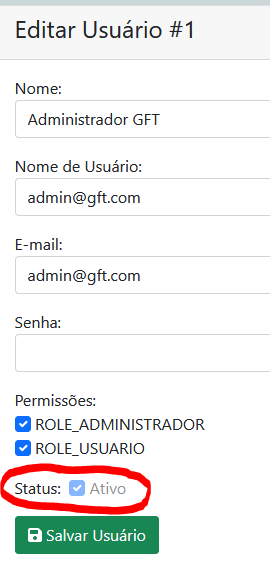 Editar Usuário #1
Nome:
Administrador GFT
Nome de Usuário:
admin@gft.com
E-mail:
admin@gft.com
Senha:
Permissões:
ROLE_ADMINISTRADOR
ROLE_USUARIO
Status: Ativo
Salvar Usuário